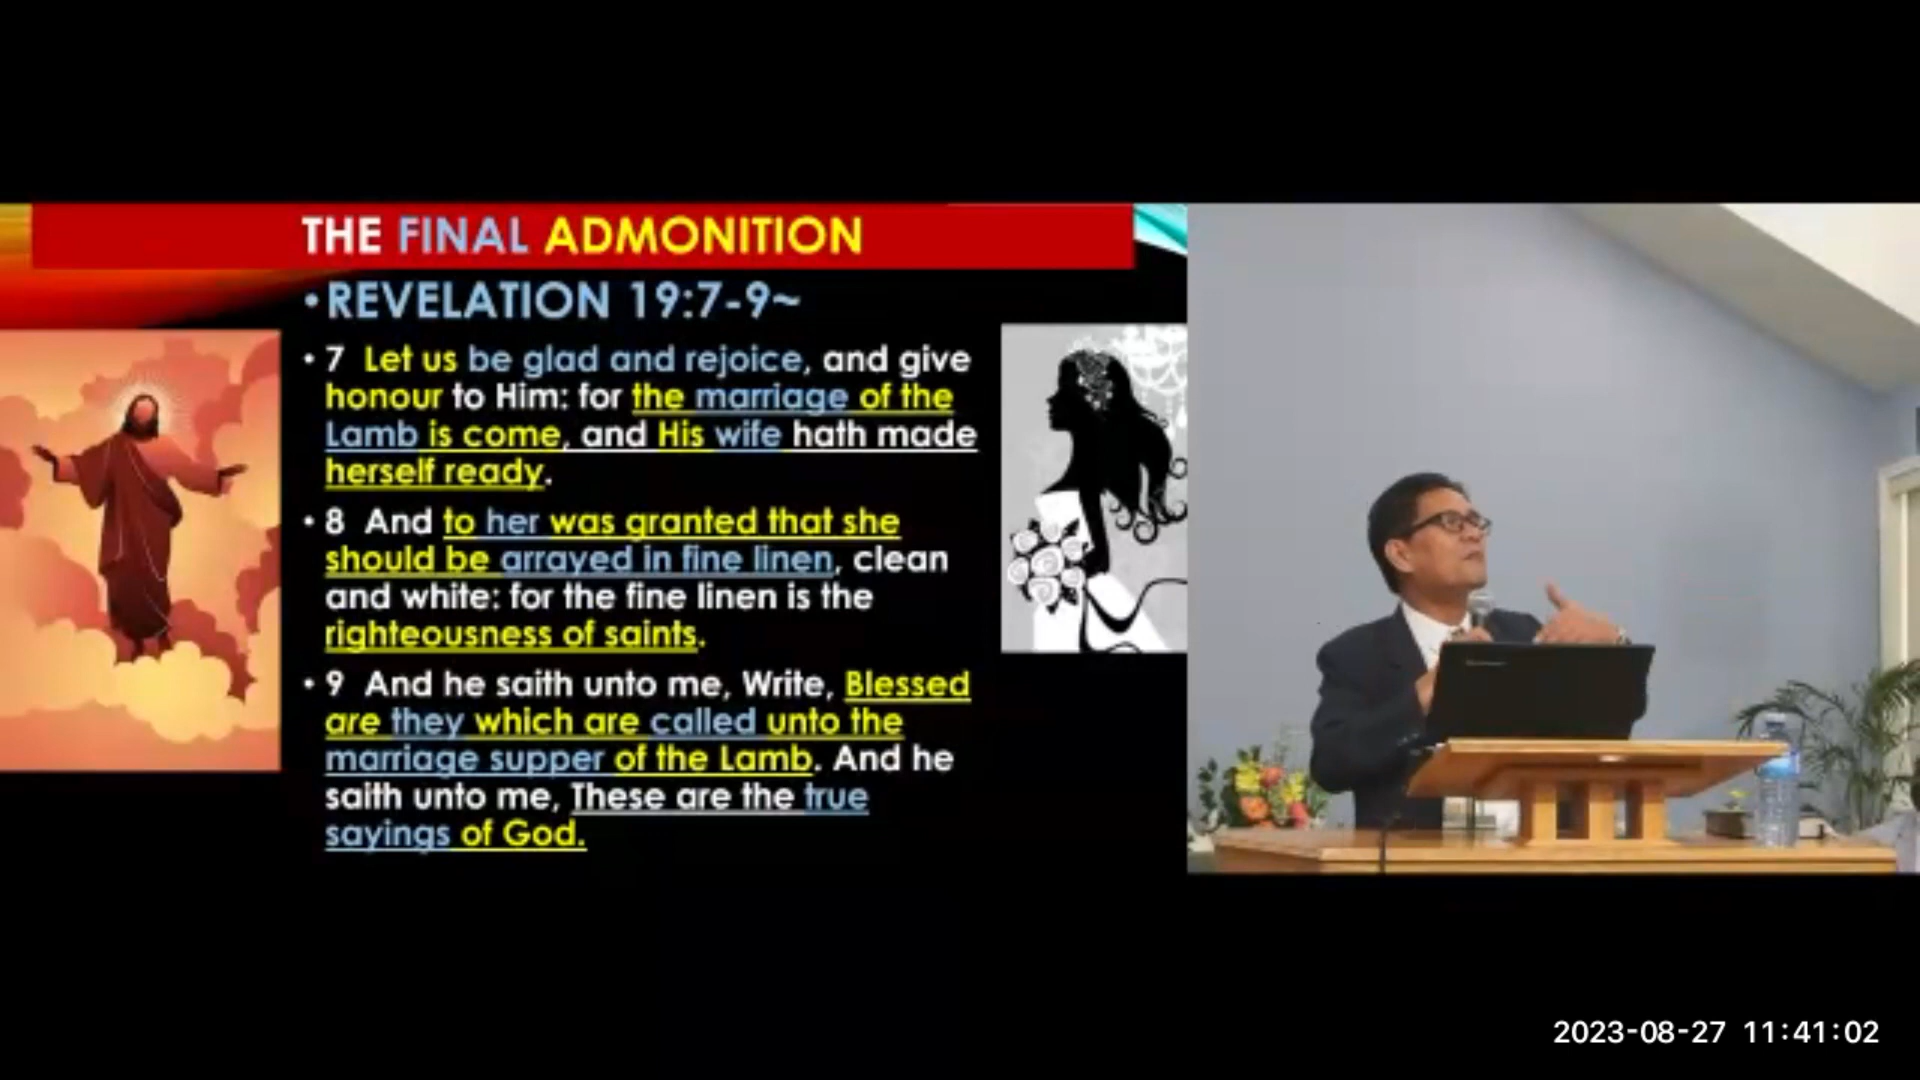 THE FINAL ADMONITION
• REVELATION 19:7-9~
• 7 Let us be glad and rejoice, and give
honour to Him: for the marriage of the
Lamb is come, and His wife hath made
herself ready.
• 8 And to her was granted that she
should be arrayed in fine linen, clean
and white: for the fine linen is the
righteousness of saints.
• 9 And he saith unto me, Write, Blessed
are they which are called unto the
marriage supper of the Lamb. And he
saith unto me, These are the true
sayings of God.
2023-08-27 11:41:02